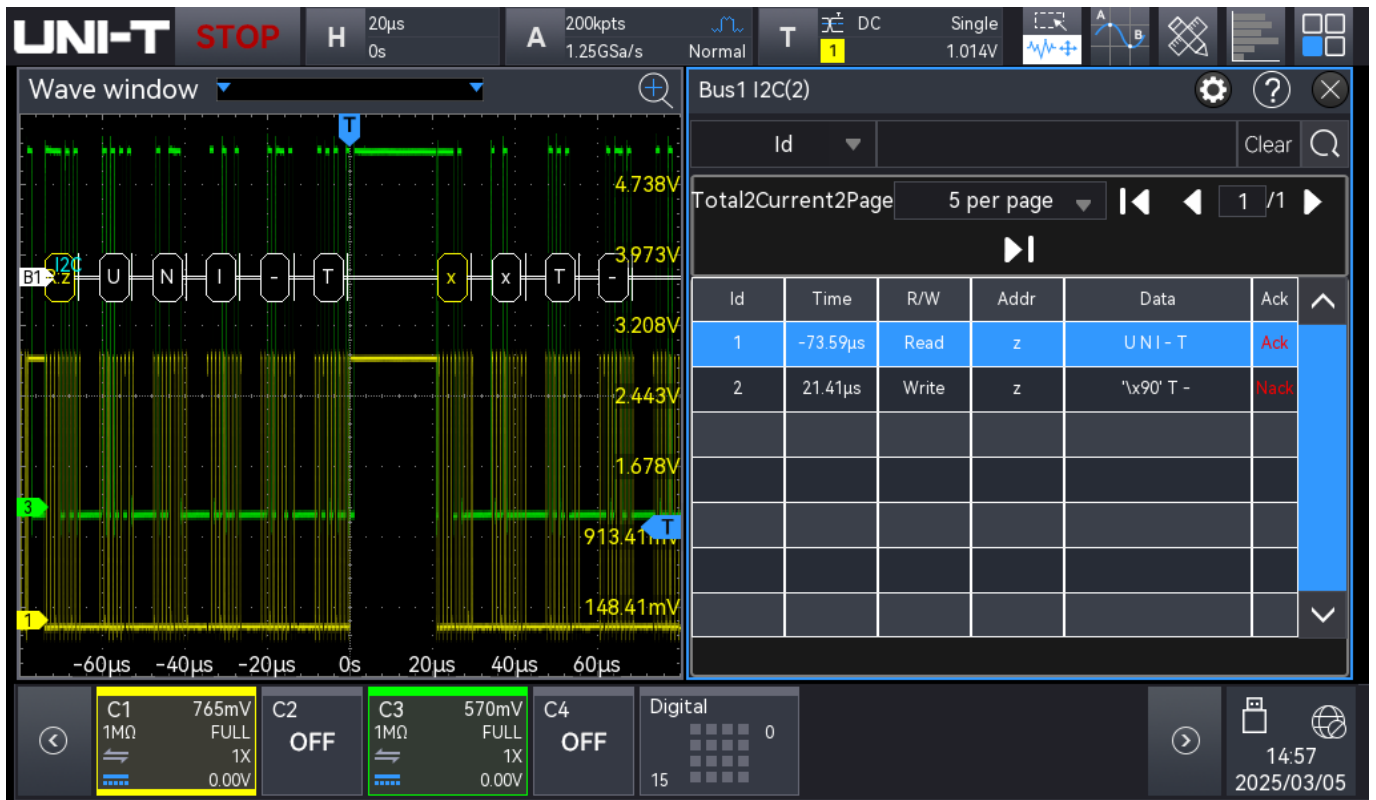 UNI-T STOP H 20μs A 200kpts T DC Single A B
0s 1.25GSa/s Normal 1 1.014V
Wave window
T
4.738V
3.973V
3.208V
2.443V
1.678V
913.41mV
148.41mV
B1 I2C
:z U N I - T x x T -
3
T
1
-60μs -40μs -20μs 0s 20μs 40μs 60μs
Bus1 I2C(2) ?
Id Clear
Total2Current2Page 5 per page 1 /1
Id Time R/W Addr Data Ack
1 -73.59μs Read z U N I - T Ack
2 21.41μs Write z '\x90' T - Nack
C1 765mV
1MΩ FULL
1X
0.00V
C2
OFF
C3 570mV
1MΩ FULL
1X
0.00V
C4
OFF
Digital
0
15
14:57
2025/03/05